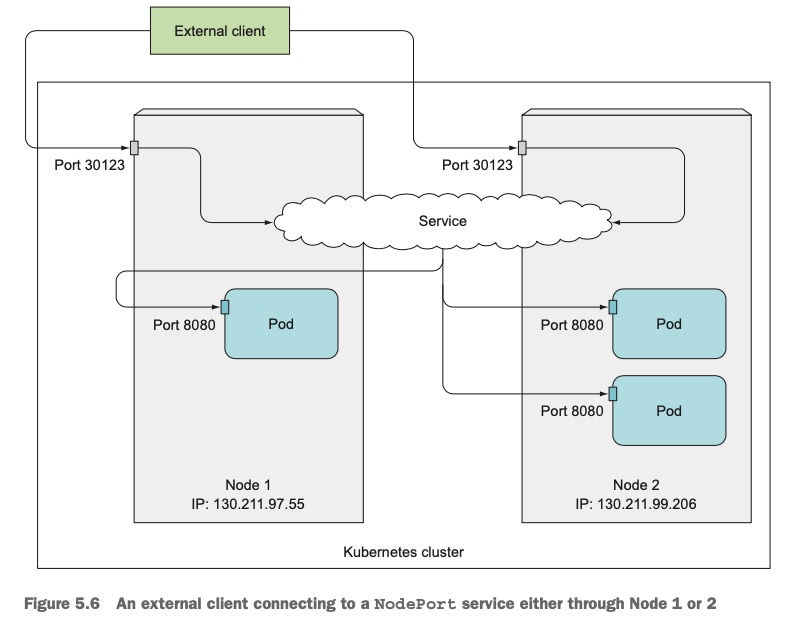 External client
Port 30123
Port 30123
Service
Port 8080
Pod
Port 8080
Pod
Port 8080
Pod
Node 1
IP: 130.211.97.55
Node 2
IP: 130.211.99.206
Kubernetes cluster
Figure 5.6 An external client connecting to a NodePort service either through Node 1 or 2